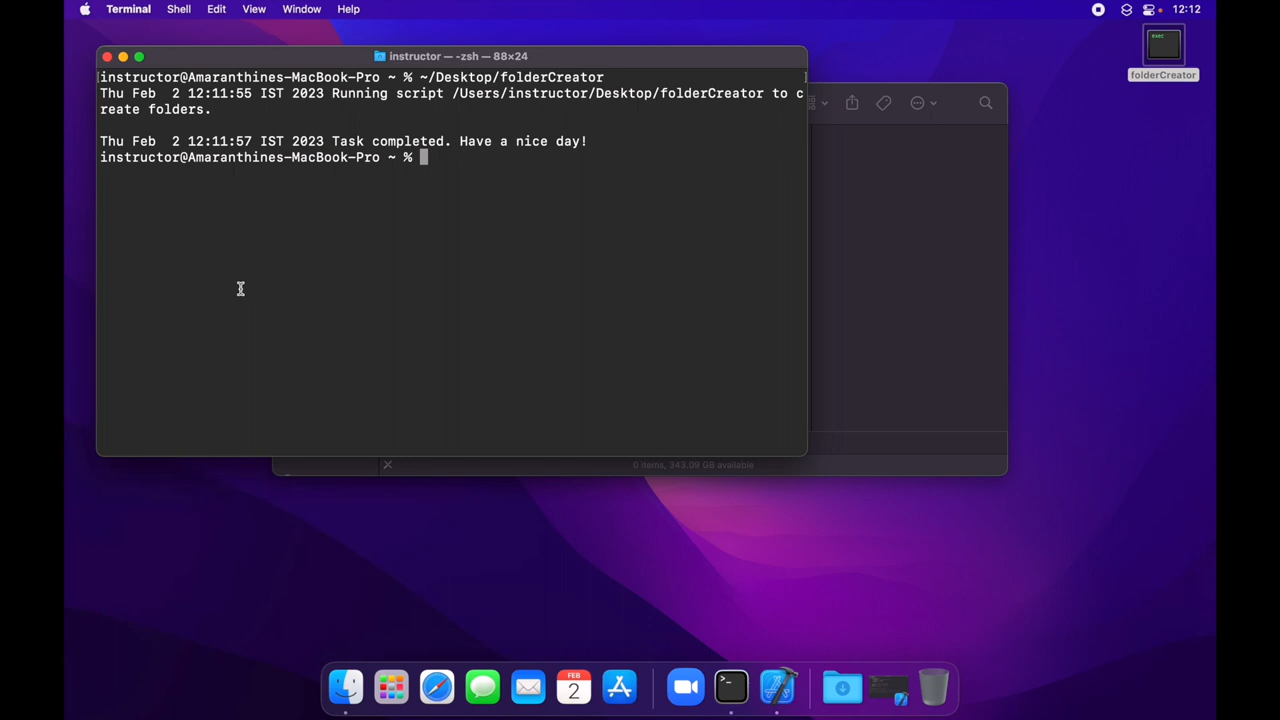 Terminal Shell Edit View Window Help 12:12
exec
folderCreator
instructor — -zsh — 88×24
instructor@Amaranthines-MacBook-Pro ~ % ~/Desktop/folderCreator
Thu Feb  2 12:11:55 IST 2023 Running script /Users/instructor/Desktop/folderCreator to c
reate folders.
Thu Feb  2 12:11:57 IST 2023 Task completed. Have a nice day!
instructor@Amaranthines-MacBook-Pro ~ %
0 items, 343.09 GB available
FEB
2
>_